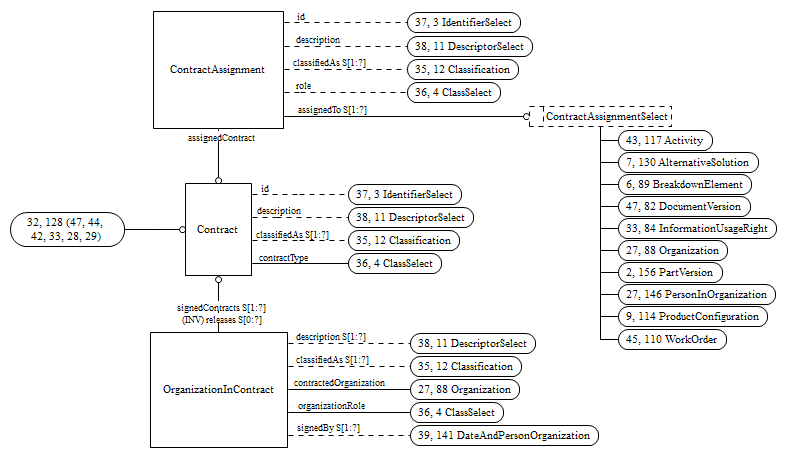 id
37, 3 IdentifierSelect
description
38, 11 DescriptorSelect
ContractAssignment
classifiedAs S[1:?]
35, 12 Classification
role
36, 4 ClassSelect
assignedTo S[1:?]
ContractAssignmentSelect
assignedContract
43, 117 Activity
7, 130 AlternativeSolution
6, 89 BreakdownElement
47, 82 DocumentVersion
33, 84 InformationUsageRight
27, 88 Organization
2, 156 PartVersion
27, 146 PersonInOrganization
9, 114 ProductConfiguration
45, 110 WorkOrder
id
37, 3 IdentifierSelect
description
38, 11 DescriptorSelect
32, 128 (47, 44,
42, 33, 28, 29)
Contract
classifiedAs S[1:?]
35, 12 Classification
contractType
36, 4 ClassSelect
signedContracts S[1:?]
(INV) releases S[0:?]
description S[1:?]
38, 11 DescriptorSelect
classifiedAs S[1:?]
35, 12 Classification
OrganizationInContract
contractedOrganization
27, 88 Organization
organizationRole
36, 4 ClassSelect
signedBy S[1:?]
39, 141 DateAndPersonOrganization